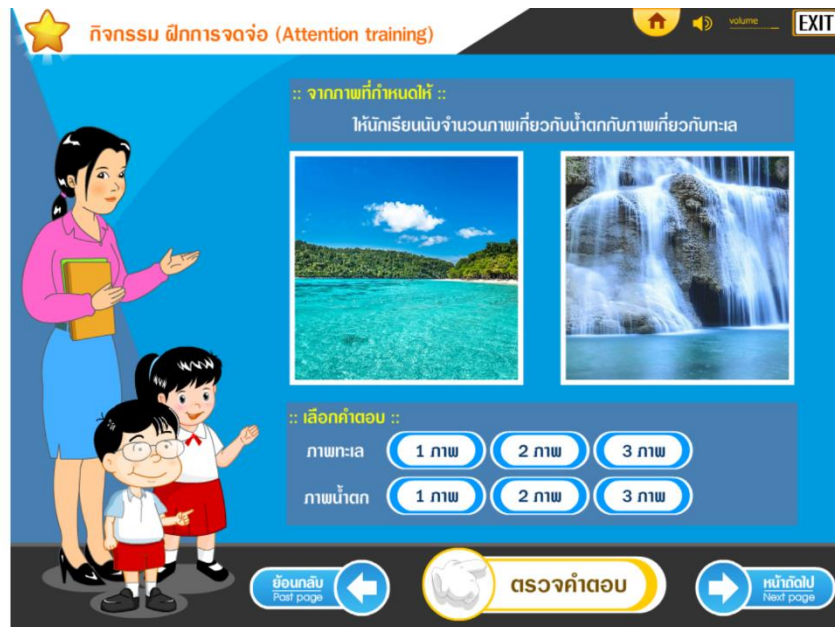 กิจกรรม ฝึกการจดจ่อ (Attention training)
volume
EXIT
:: จากภาพที่กำหนดให้ ::
ให้นักเรียนนับจำนวนภาพเกี่ยวกับน้ำตกกับภาพเกี่ยวกับทะเล
:: เลือกคำตอบ ::
ภาพทะเล 1 ภาพ 2 ภาพ 3 ภาพ
ภาพน้ำตก 1 ภาพ 2 ภาพ 3 ภาพ
ย้อนกลับ
Past page
ตรวจคำตอบ
หน้าถัดไป
Next page